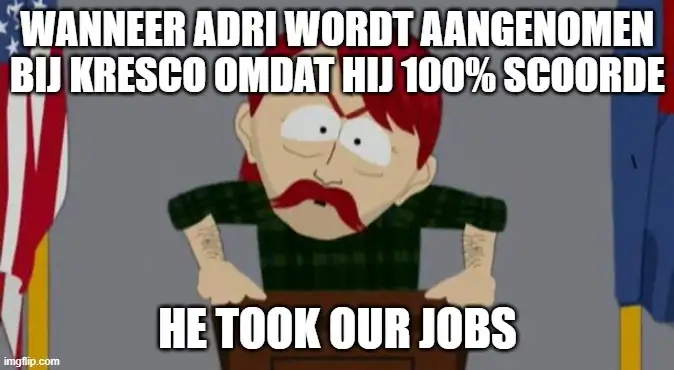 WANNEER ADRI WORDT AANGENOMEN
BIJ KRESCO OMDAT HIJ 100% SCOORDE
HE TOOK OUR JOBS
imgflip.com